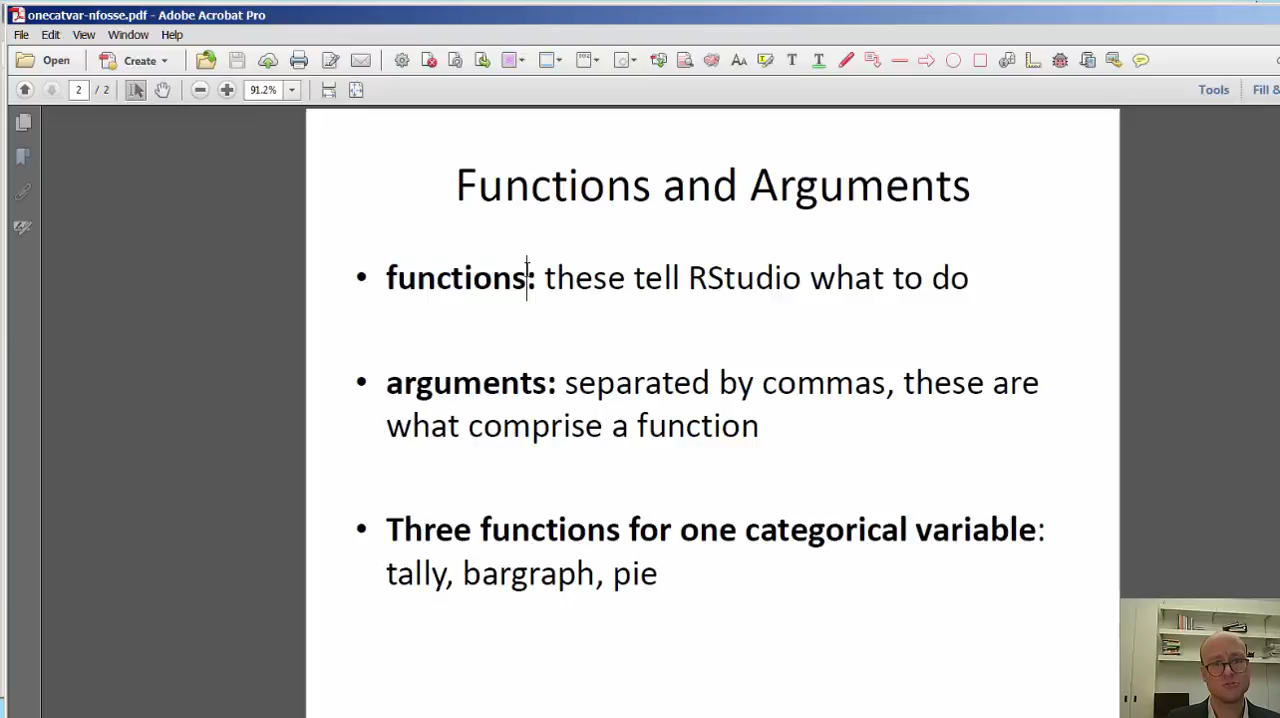 onecatvar-nfosse.pdf - Adobe Acrobat Pro
File Edit View Window Help
Open Create
2 / 2 91.2% Tools Fill &
Functions and Arguments
• functions: these tell RStudio what to do
• arguments: separated by commas, these are
what comprise a function
• Three functions for one categorical variable:
tally, bargraph, pie